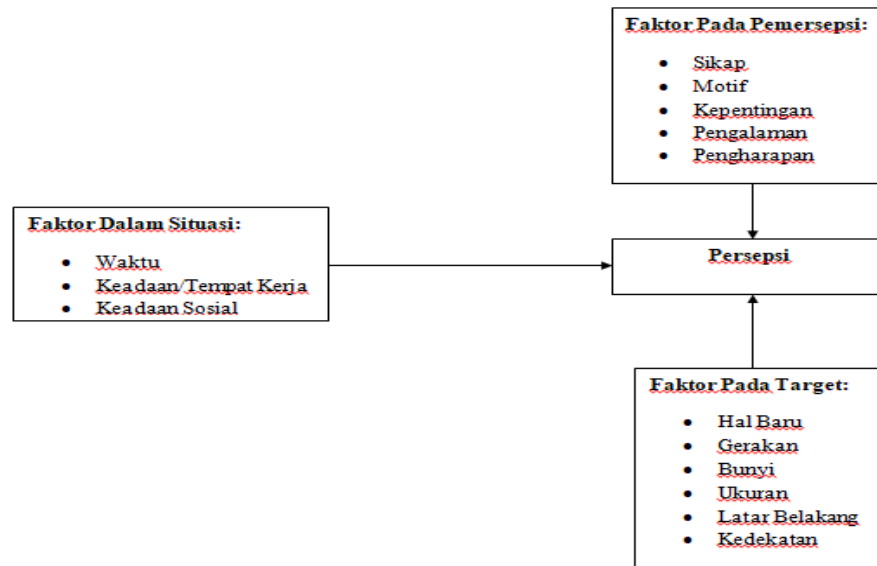 Faktor Pada Pemersepsi:
• Sikap
• Motif
• Kepentingan
• Pengalaman
• Pengharapan
Faktor Dalam Situasi:
• Waktu
• Keadaan/Tempat Kerja
• Keadaan Sosial
Persepsi
Faktor Pada Target:
• Hal Baru
• Gerakan
• Bunyi
• Ukuran
• Latar Belakang
• Kedekatan